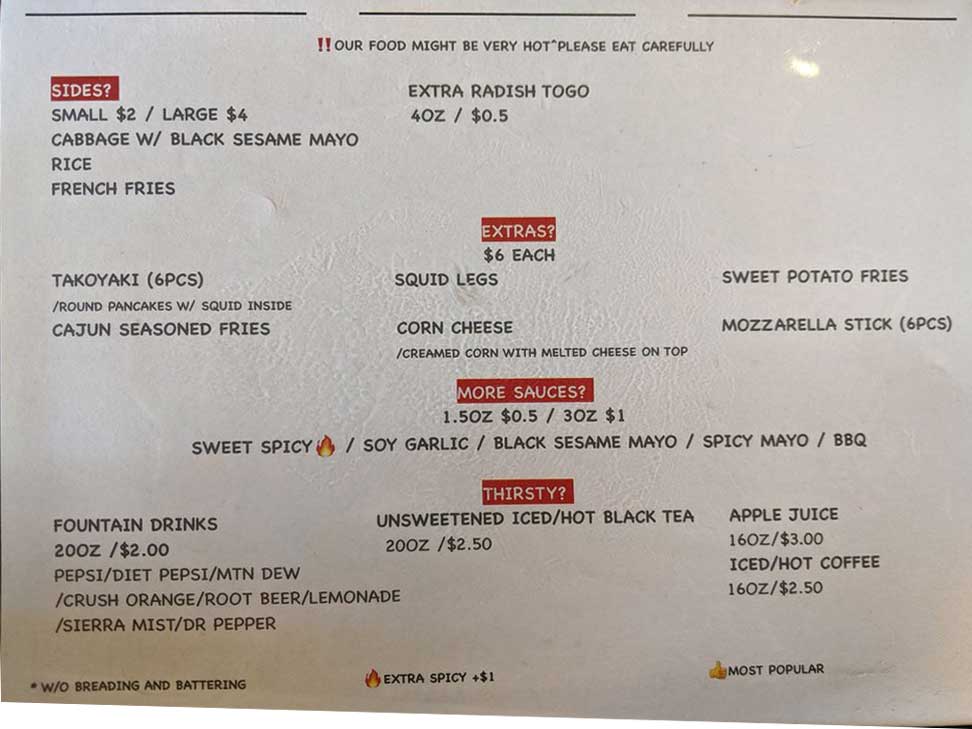 ‼️OUR FOOD MIGHT BE VERY HOT^PLEASE EAT CAREFULLY
SIDES?
SMALL $2 / LARGE $4
CABBAGE W/ BLACK SESAME MAYO
RICE
FRENCH FRIES
EXTRA RADISH TOGO
4OZ / $0.5
EXTRAS?
$6 EACH
TAKOYAKI (6PCS)
/ROUND PANCAKES W/ SQUID INSIDE
CAJUN SEASONED FRIES
SQUID LEGS
CORN CHEESE
/CREAMED CORN WITH MELTED CHEESE ON TOP
SWEET POTATO FRIES
MOZZARELLA STICK (6PCS)
MORE SAUCES?
1.5OZ $0.5 / 3OZ $1
SWEET SPICY🔥 / SOY GARLIC / BLACK SESAME MAYO / SPICY MAYO / BBQ
THIRSTY?
FOUNTAIN DRINKS
20OZ /$2.00
PEPSI/DIET PEPSI/MTN DEW
/CRUSH ORANGE/ROOT BEER/LEMONADE
/SIERRA MIST/DR PEPPER
UNSWEETENED ICED/HOT BLACK TEA
20OZ /$2.50
APPLE JUICE
16OZ/$3.00
ICED/HOT COFFEE
16OZ/$2.50
* W/O BREADING AND BATTERING
🔥EXTRA SPICY +$1
👍MOST POPULAR